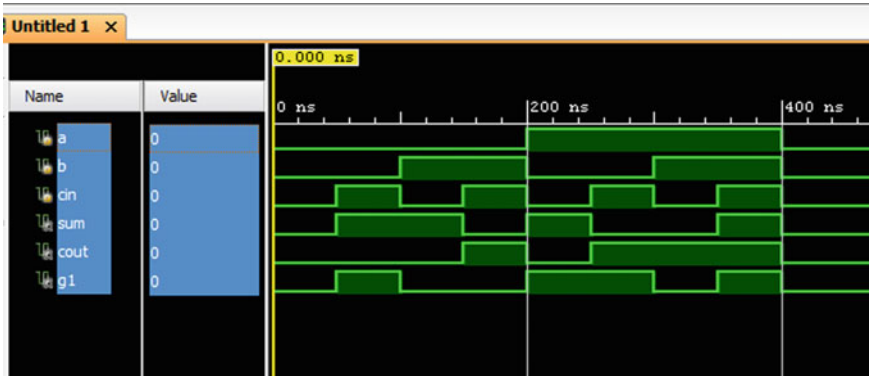 Untitled 1 X
0.000 ns
Name Value
0 ns 200 ns 400 ns
a 0
b 0
cin 0
sum 0
cout 0
g1 0